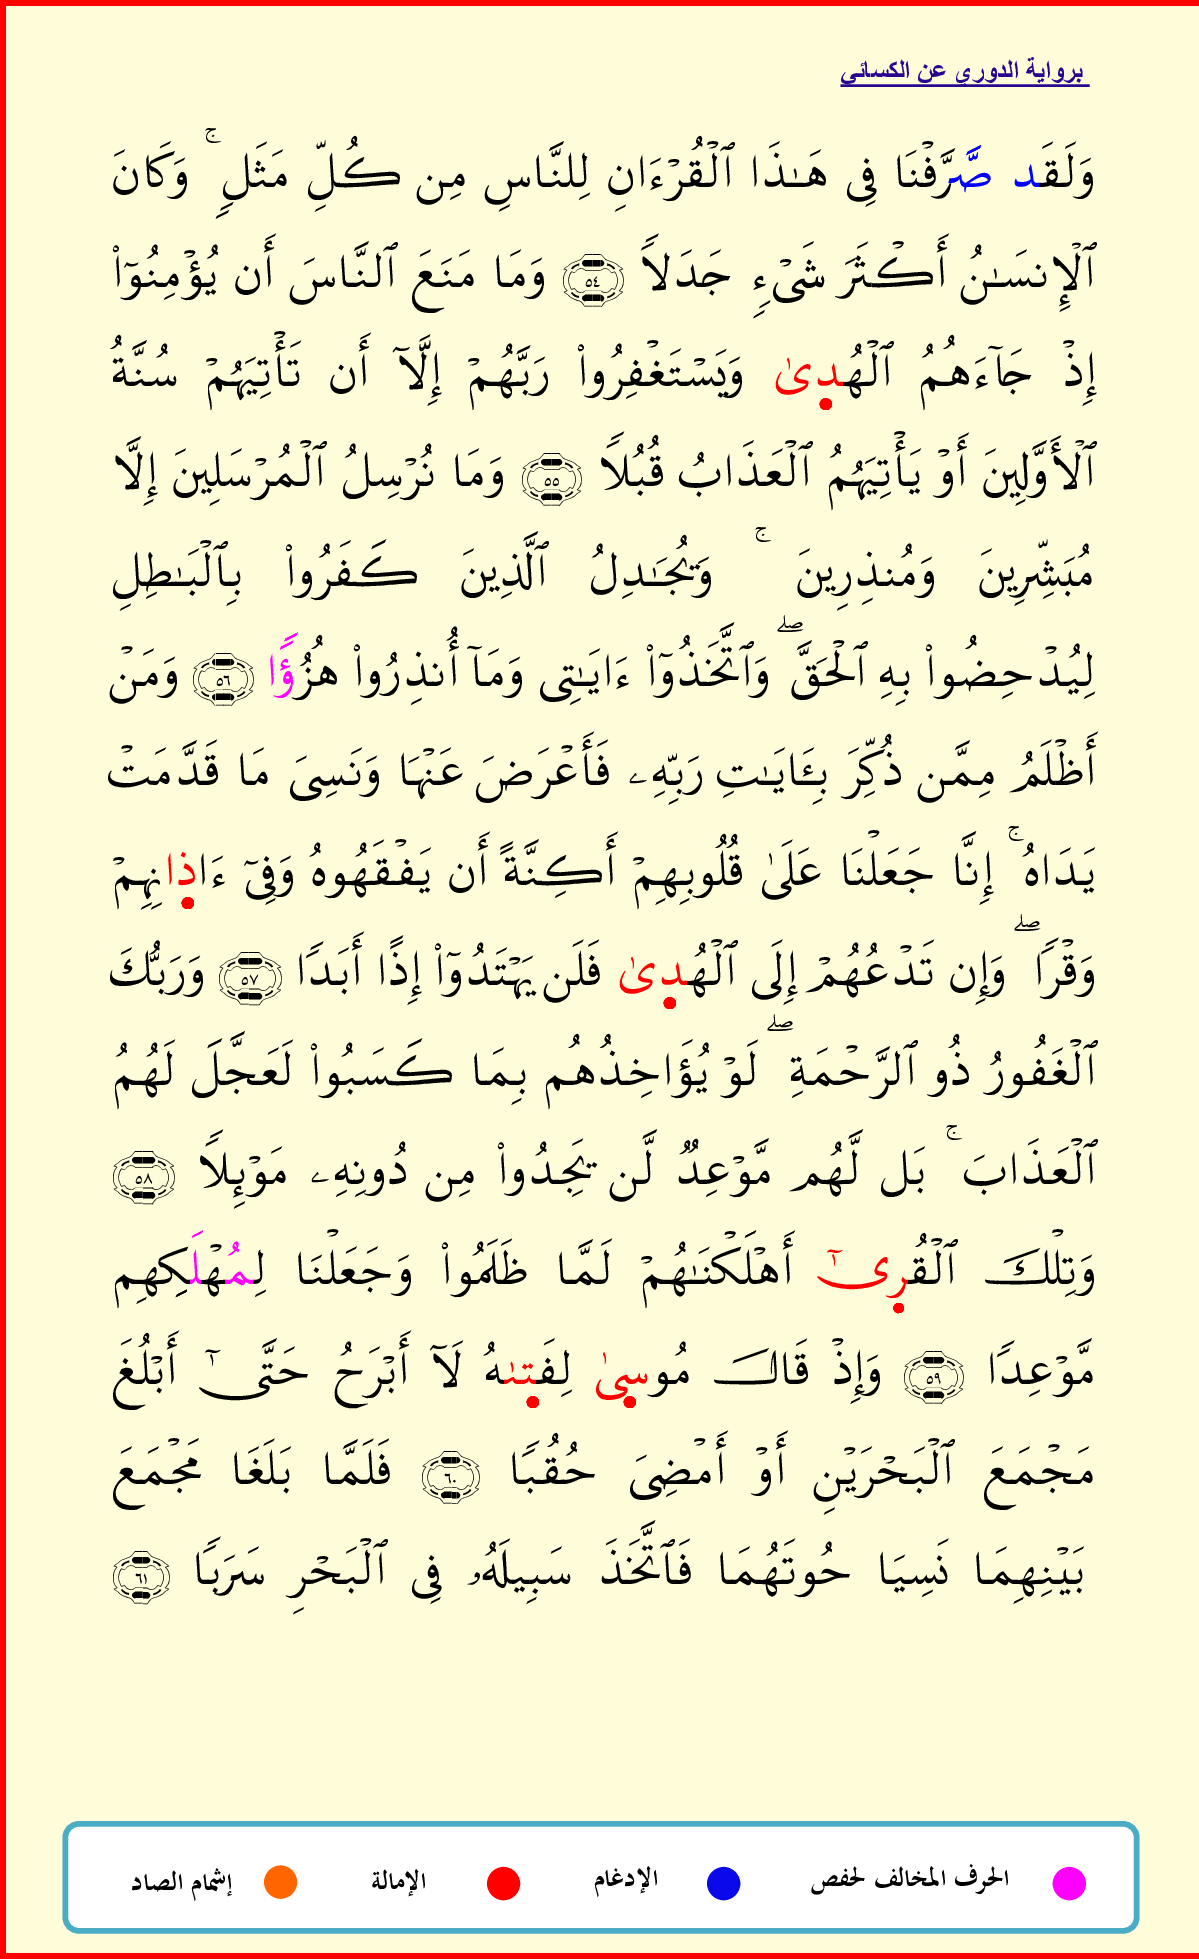 برواية الدوري عن الكسائي
وَلَقَد صَّرَّفْنَا فِى هَـٰذَا ٱلْقُرْءَانِ لِلنَّاسِ مِن كُلِّ مَثَلٍۢ ۚ وَكَانَ
ٱلْإِنسَـٰنُ أَكْثَرَ شَىْءٍۢ جَدَلًا ٥٤ وَمَا مَنَعَ ٱلنَّاسَ أَن يُؤْمِنُوٓا۟
إِذْ جَآءَهُمُ ٱلْهُدِىٰ وَيَسْتَغْفِرُوا۟ رَبَّهُمْ إِلَّآ أَن تَأْتِيَهُمْ سُنَّةُ
ٱلْأَوَّلِينَ أَوْ يَأْتِيَهُمُ ٱلْعَذَابُ قُبُلًا ٥٥ وَمَا نُرْسِلُ ٱلْمُرْسَلِينَ إِلَّا
مُبَشِّرِينَ وَمُنذِرِينَ ۚ وَيُجَـٰدِلُ ٱلَّذِينَ كَفَرُوا۟ بِٱلْبَـٰطِلِ
لِيُدْحِضُوا۟ بِهِ ٱلْحَقَّ ۖ وَٱتَّخَذُوٓا۟ ءَايَـٰتِى وَمَآ أُنذِرُوا۟ هُزُؤًا ٥٦ وَمَنْ
أَظْلَمُ مِمَّن ذُكِّرَ بِـَٔايَـٰتِ رَبِّهِۦ فَأَعْرَضَ عَنْهَا وَنَسِىَ مَا قَدَّمَتْ
يَدَاهُ ۚ إِنَّا جَعَلْنَا عَلَىٰ قُلُوبِهِمْ أَكِنَّةً أَن يَفْقَهُوهُ وَفِىٓ ءَاذِانِهِمْ
وَقْرًا ۖ وَإِن تَدْعُهُمْ إِلَى ٱلْهُدِىٰ فَلَن يَهْتَدُوٓا۟ إِذًا أَبَدًا ٥٧ وَرَبُّكَ
ٱلْغَفُورُ ذُو ٱلرَّحْمَةِ ۖ لَوْ يُؤَاخِذُهُم بِمَا كَسَبُوا۟ لَعَجَّلَ لَهُمُ
ٱلْعَذَابَ ۚ بَل لَّهُم مَّوْعِدٌ لَّن يَجِدُوا۟ مِن دُونِهِۦ مَوْئِلًا ٥٨
وَتِلْكَ ٱلْقُرِىٰٓ أَهْلَكْنَـٰهُمْ لَمَّا ظَلَمُوا۟ وَجَعَلْنَا لِمُهْلَكِهِم
مَّوْعِدًا ٥٩ وَإِذْ قَالَ مُوسِىٰ لِفَتِىٰهُ لَآ أَبْرَحُ حَتَّىٰٓ أَبْلُغَ
مَجْمَعَ ٱلْبَحْرَيْنِ أَوْ أَمْضِىَ حُقُبًا ٦٠ فَلَمَّا بَلَغَا مَجْمَعَ
بَيْنِهِمَا نَسِيَا حُوتَهُمَا فَٱتَّخَذَ سَبِيلَهُۥ فِى ٱلْبَحْرِ سَرَبًا ٦١
الحرف المخالف لحفص الإدغام الإمالة إشمام الصاد